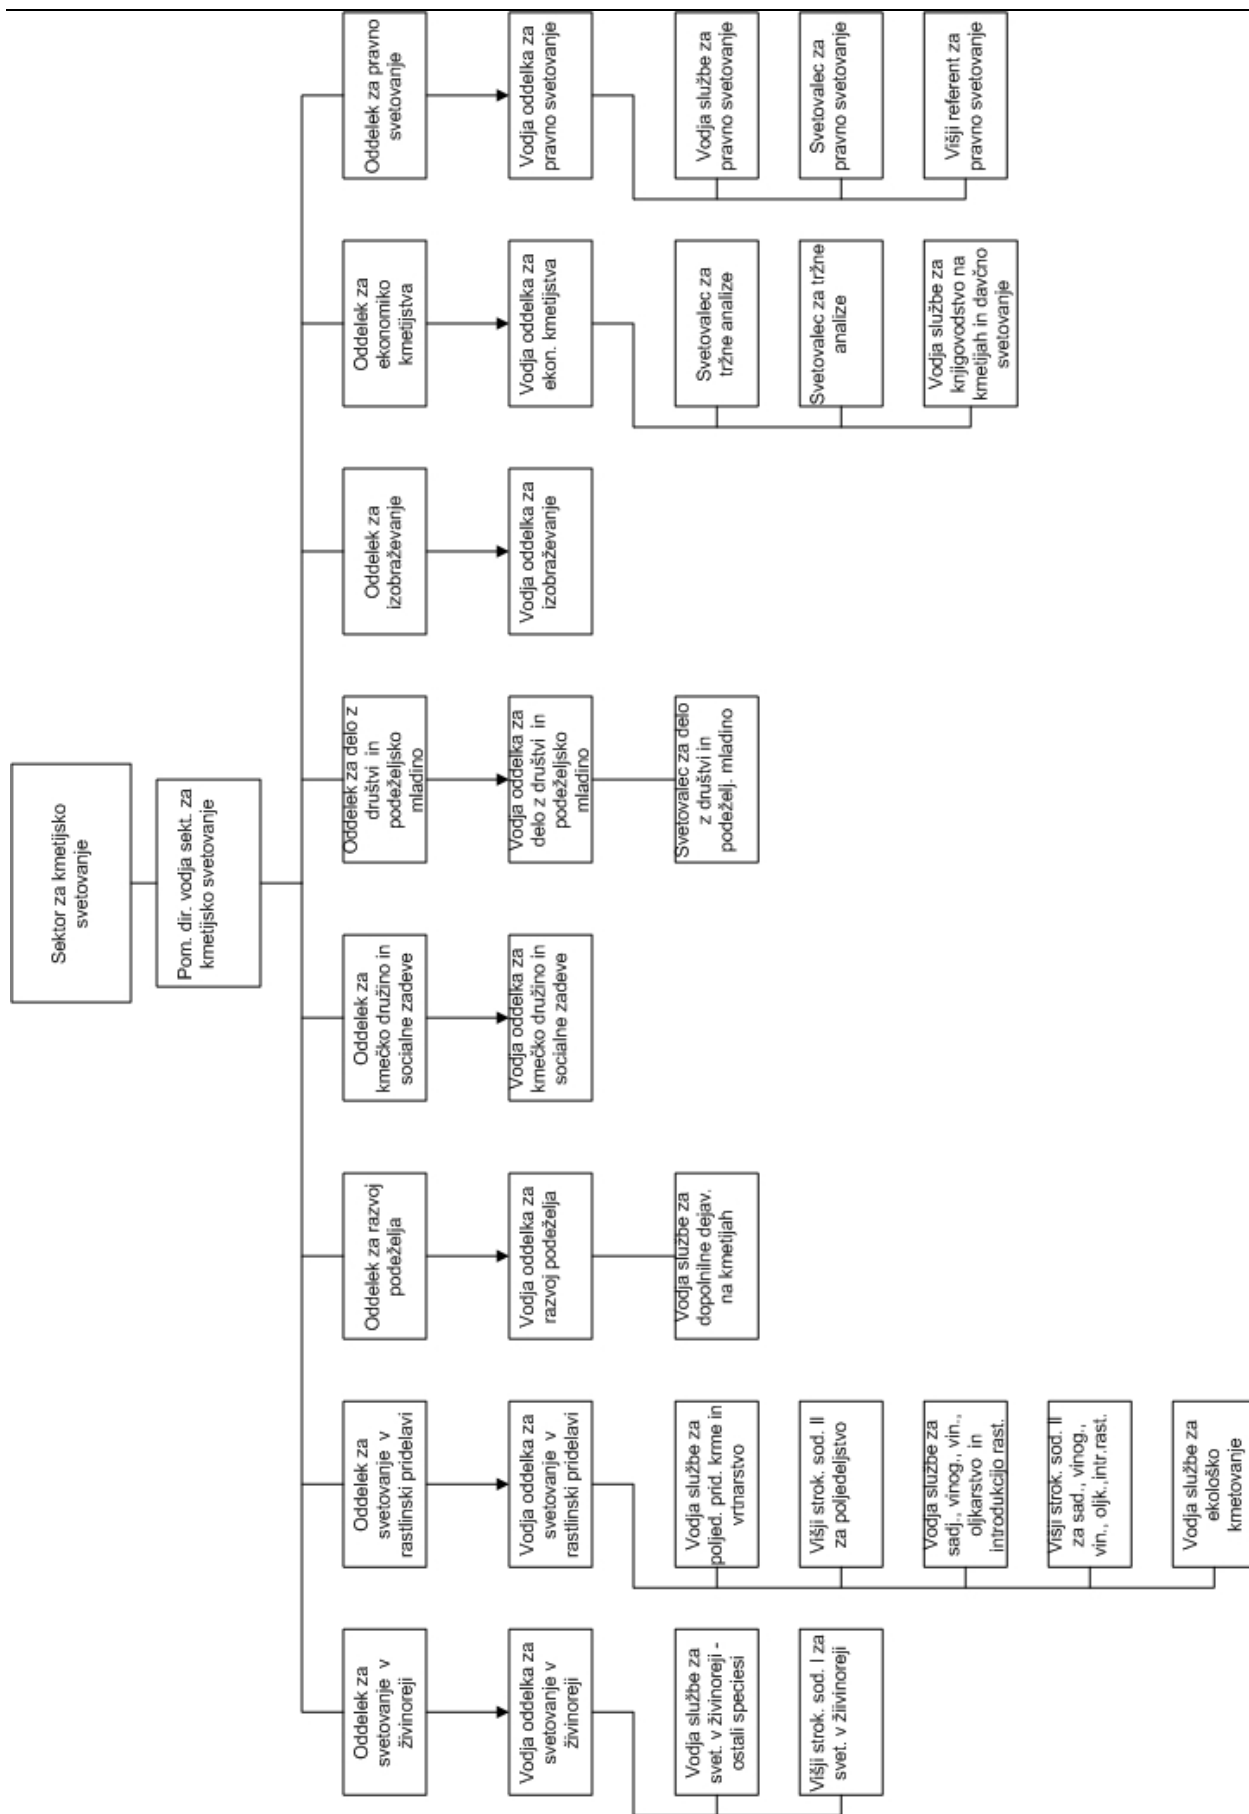 Sektor za kmetijsko
svetovanje
Pom. dir. vodja sekt. za
kmetijsko svetovanje
Oddelek za
svetovanje v
živinoreji
Oddelek za
svetovanje v
rastlinski pridelavi
Oddelek za razvoj
podeželja
Oddelek za
kmečko družino in
socialne zadeve
Oddelek za delo z
društvi in
podeželjsko
mladino
Oddelek za
izobraževanje
Oddelek za
ekonomiko
kmetijstva
Oddelek za pravno
svetovanje
Vodja oddelka za
svetovanje v
živinoreji
Vodja oddelka za
svetovanje v
rastlinski pridelavi
Vodja oddelka za
razvoj podeželja
Vodja oddelka za
kmečko družino in
socialne zadeve
Vodja oddelka za
delo z društvi in
podeželjsko
mladino
Vodja oddelka za
izobraževanje
Vodja oddelka za
ekon. kmetijstva
Vodja oddelka za
pravno svetovanje
Vodja službe za
svet. v živinoreji -
ostali speciesi
Vodja službe za
poljed. prid. krme in
vrtnarstvo
Vodja službe za
dopolnilne dejav.
na kmetijah
Svetovalec za delo
z društvi in
podeželj. mladino
Svetovalec za
tržne analize
Vodja službe za
pravno svetovanje
Višji strok. sod. I za
svet. v žiivinoreji
Višji strok. sod. II
za poljedeljstvo
Svetovalec za tržne
analize
Svetovalec za
pravno svetovanje
Vodja službe za
sadj., vinog., vin.,
oljkarstvo in
introdukcijo rast.
Vodja službe za
knjigovodstvo na
kmetijah in davčno
svetovanje
Višji referent za
pravno svetovanje
Višji strok. sod. II
za sad., vinog.,
vin., oljk.,intr.rast.
Vodja službe za
ekološko
kmetovanje